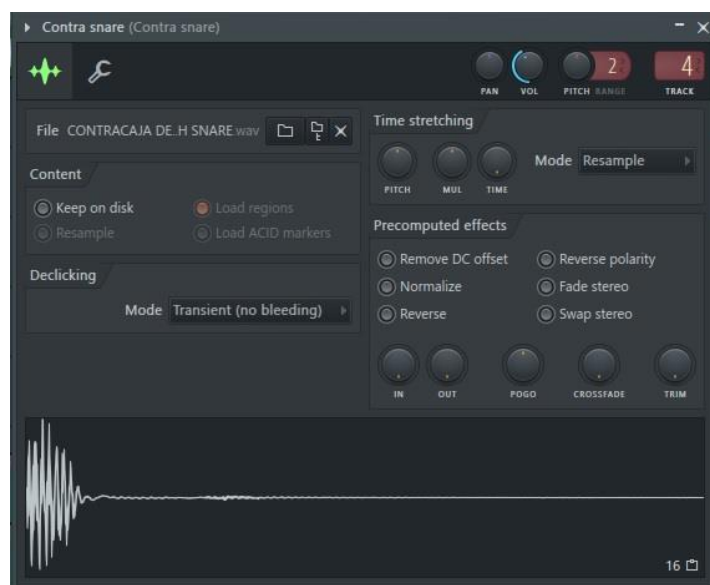 Contra snare (Contra snare)
2
4
PAN VOL PITCH RANGE TRACK
File CONTRACAJA DE..H SNARE.wav
Content
Keep on disk Load regions
Resample Load ACID markers
Declicking
Mode Transient (no bleeding)
Time stretching
Mode Resample
PITCH MUL TIME
Precomputed effects
Remove DC offset Reverse polarity
Normalize Fade stereo
Reverse Swap stereo
IN OUT POGO CROSSFADE TRIM
16